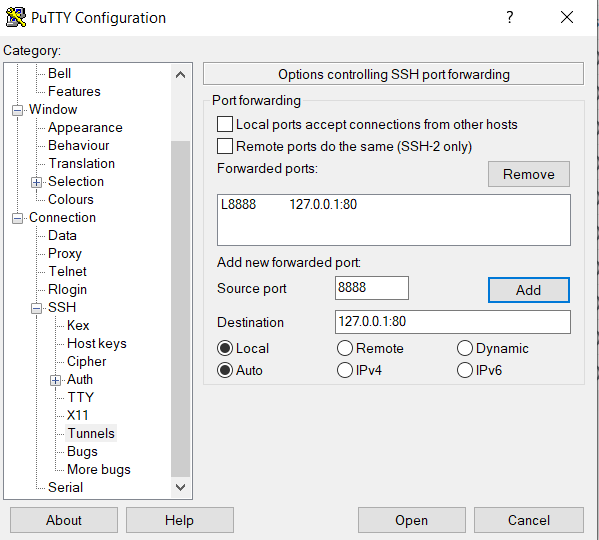 PuTTY Configuration
?
Category:
Bell
Features
Window
Appearance
Behaviour
Translation
Selection
Colours
Connection
Data
Proxy
Telnet
Rlogin
SSH
Kex
Host keys
Cipher
Auth
TTY
X11
Tunnels
Bugs
More bugs
Serial
Options controlling SSH port forwarding
Port forwarding
Local ports accept connections from other hosts
Remote ports do the same (SSH-2 only)
Forwarded ports:
Remove
L8888 127.0.0.1:80
Add new forwarded port:
Source port 8888 Add
Destination 127.0.0.1:80
Local Remote Dynamic
Auto IPv4 IPv6
About Help Open Cancel